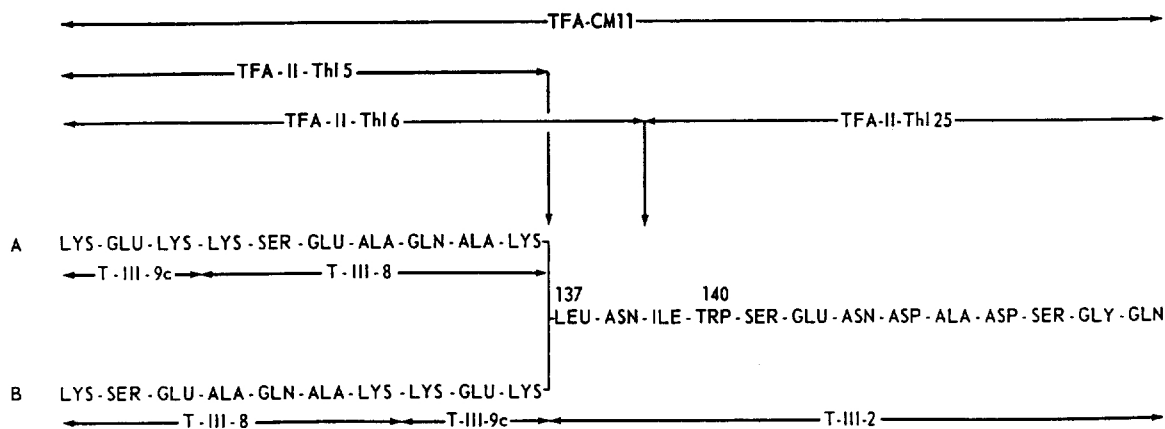 TFA-CM11
TFA-II-Thl 5
TFA-II-Thl 6 TFA-II-Thl 25
A LYS-GLU-LYS-LYS-SER-GLU-ALA-GLN-ALA-LYS
T-III-9c T-III-8
137 140
LEU-ASN-ILE-TRP-SER-GLU-ASN-ASP-ALA-ASP-SER-GLY-GLN
B LYS-SER-GLU-ALA-GLN-ALA-LYS-LYS-GLU-LYS
T-III-8 T-III-9c T-III-2